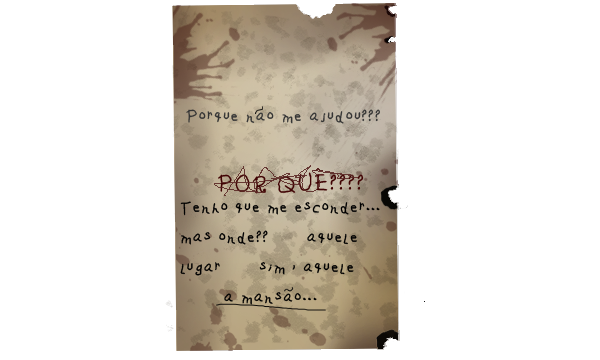 Porque não me ajudou???
POR QUÊ????
Tenho que me esconder...
mas onde?? aquele
lugar sim, aquele
a mansão...